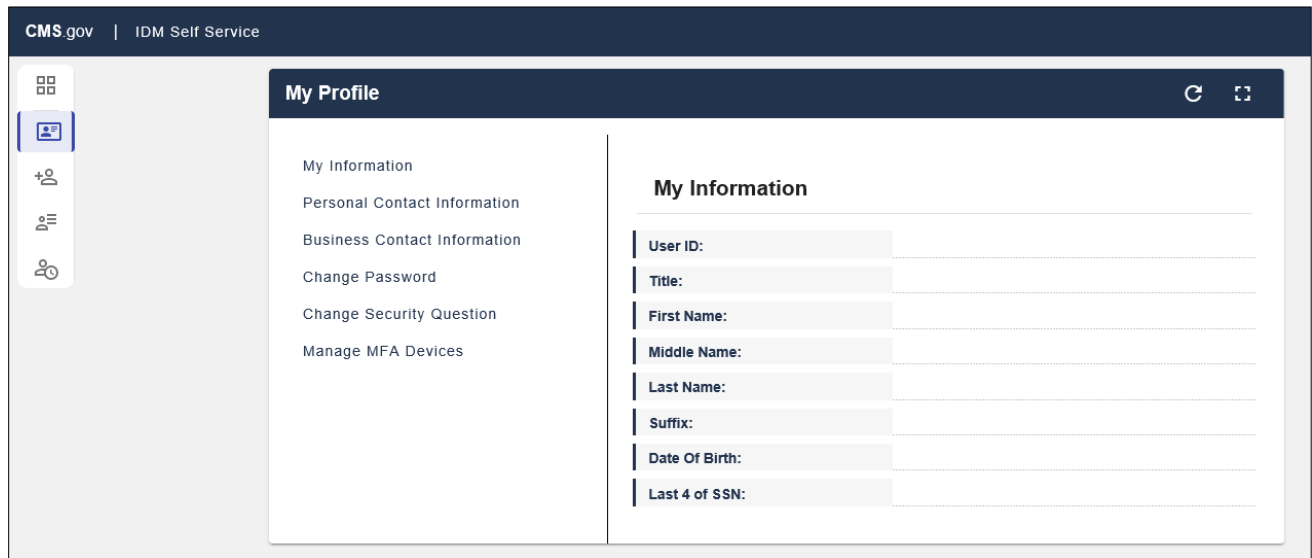 CMS.gov | IDM Self Service
My Profile
My Information
Personal Contact Information
Business Contact Information
Change Password
Change Security Question
Manage MFA Devices
My Information
User ID:
Title:
First Name:
Middle Name:
Last Name:
Suffix:
Date Of Birth:
Last 4 of SSN: